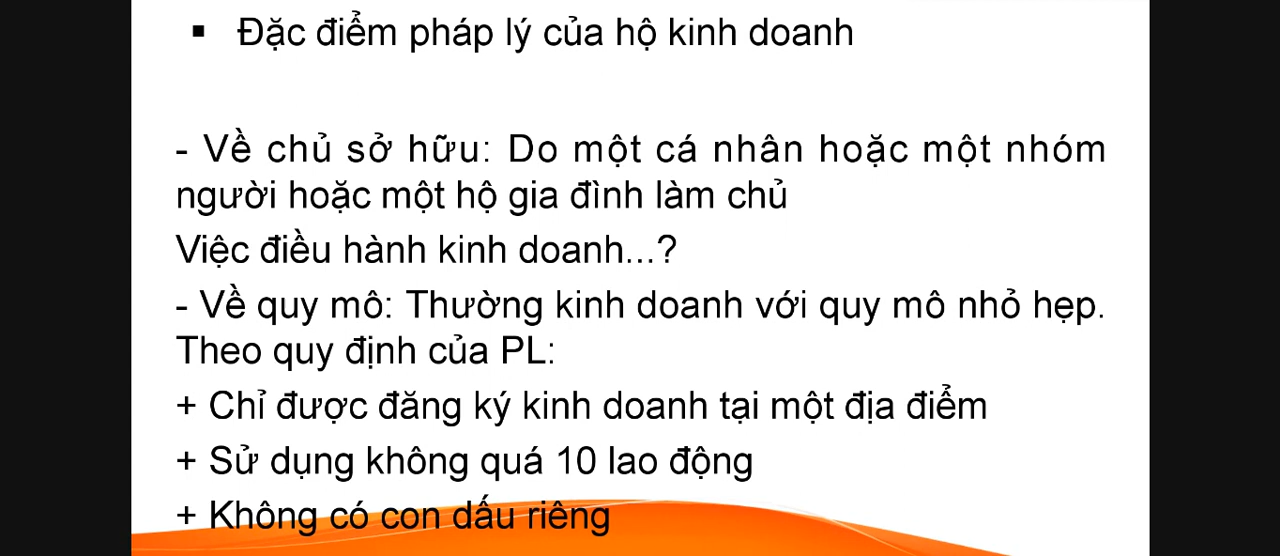 ▪ Đặc điểm pháp lý của hộ kinh doanh
- Về chủ sở hữu: Do một cá nhân hoặc một nhóm
người hoặc một hộ gia đình làm chủ
Việc điều hành kinh doanh...?
- Về quy mô: Thường kinh doanh với quy mô nhỏ hẹp.
Theo quy định của PL:
+ Chỉ được đăng ký kinh doanh tại một địa điểm
+ Sử dụng không quá 10 lao động
+ Không có con dấu riêng